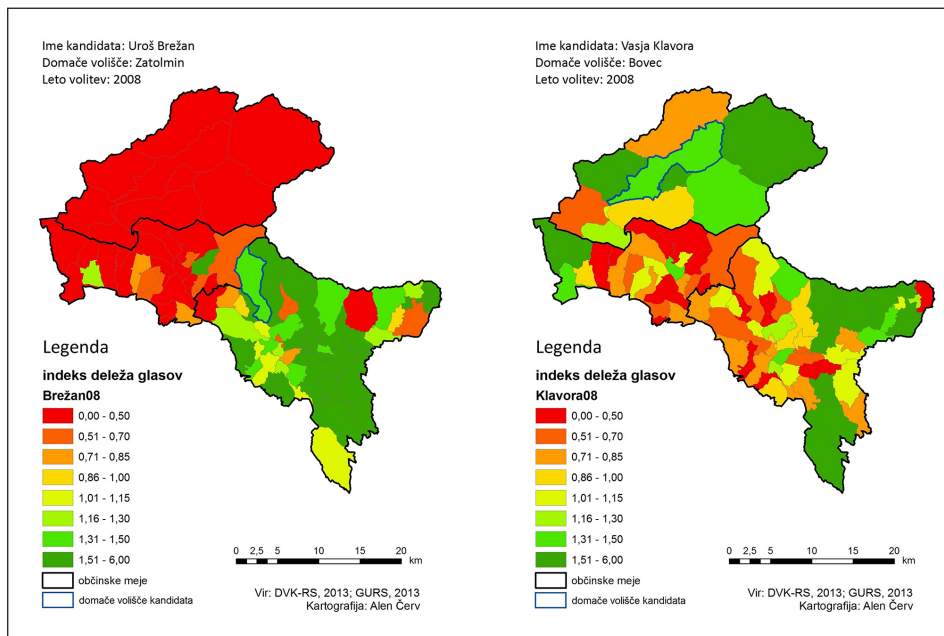 Ime kandidata: Uroš Brežan
Domače volišče: Zatolmin
Leto volitev: 2008
Legenda
indeks deleža glasov
Brežan08
0,00 - 0,50
0,51 - 0,70
0,71 - 0,85
0,86 - 1,00
1,01 - 1,15
1,16 - 1,30
1,31 - 1,50
1,51 - 6,00
občinske meje
domače volišče kandidata
0 2,5 5 10 15 20
km
Vir: DVK-RS, 2013; GURS, 2013
Kartografija: Alen Červ
Ime kandidata: Vasja Klavora
Domače volišče: Bovec
Leto volitev: 2008
Legenda
indeks deleža glasov
Klavora08
0,00 - 0,50
0,51 - 0,70
0,71 - 0,85
0,86 - 1,00
1,01 - 1,15
1,16 - 1,30
1,31 - 1,50
1,51 - 6,00
občinske meje
domače volišče kandidata
0 2,5 5 10 15 20
km
Vir: DVK-RS, 2013; GURS, 2013
Kartografija: Alen Červ